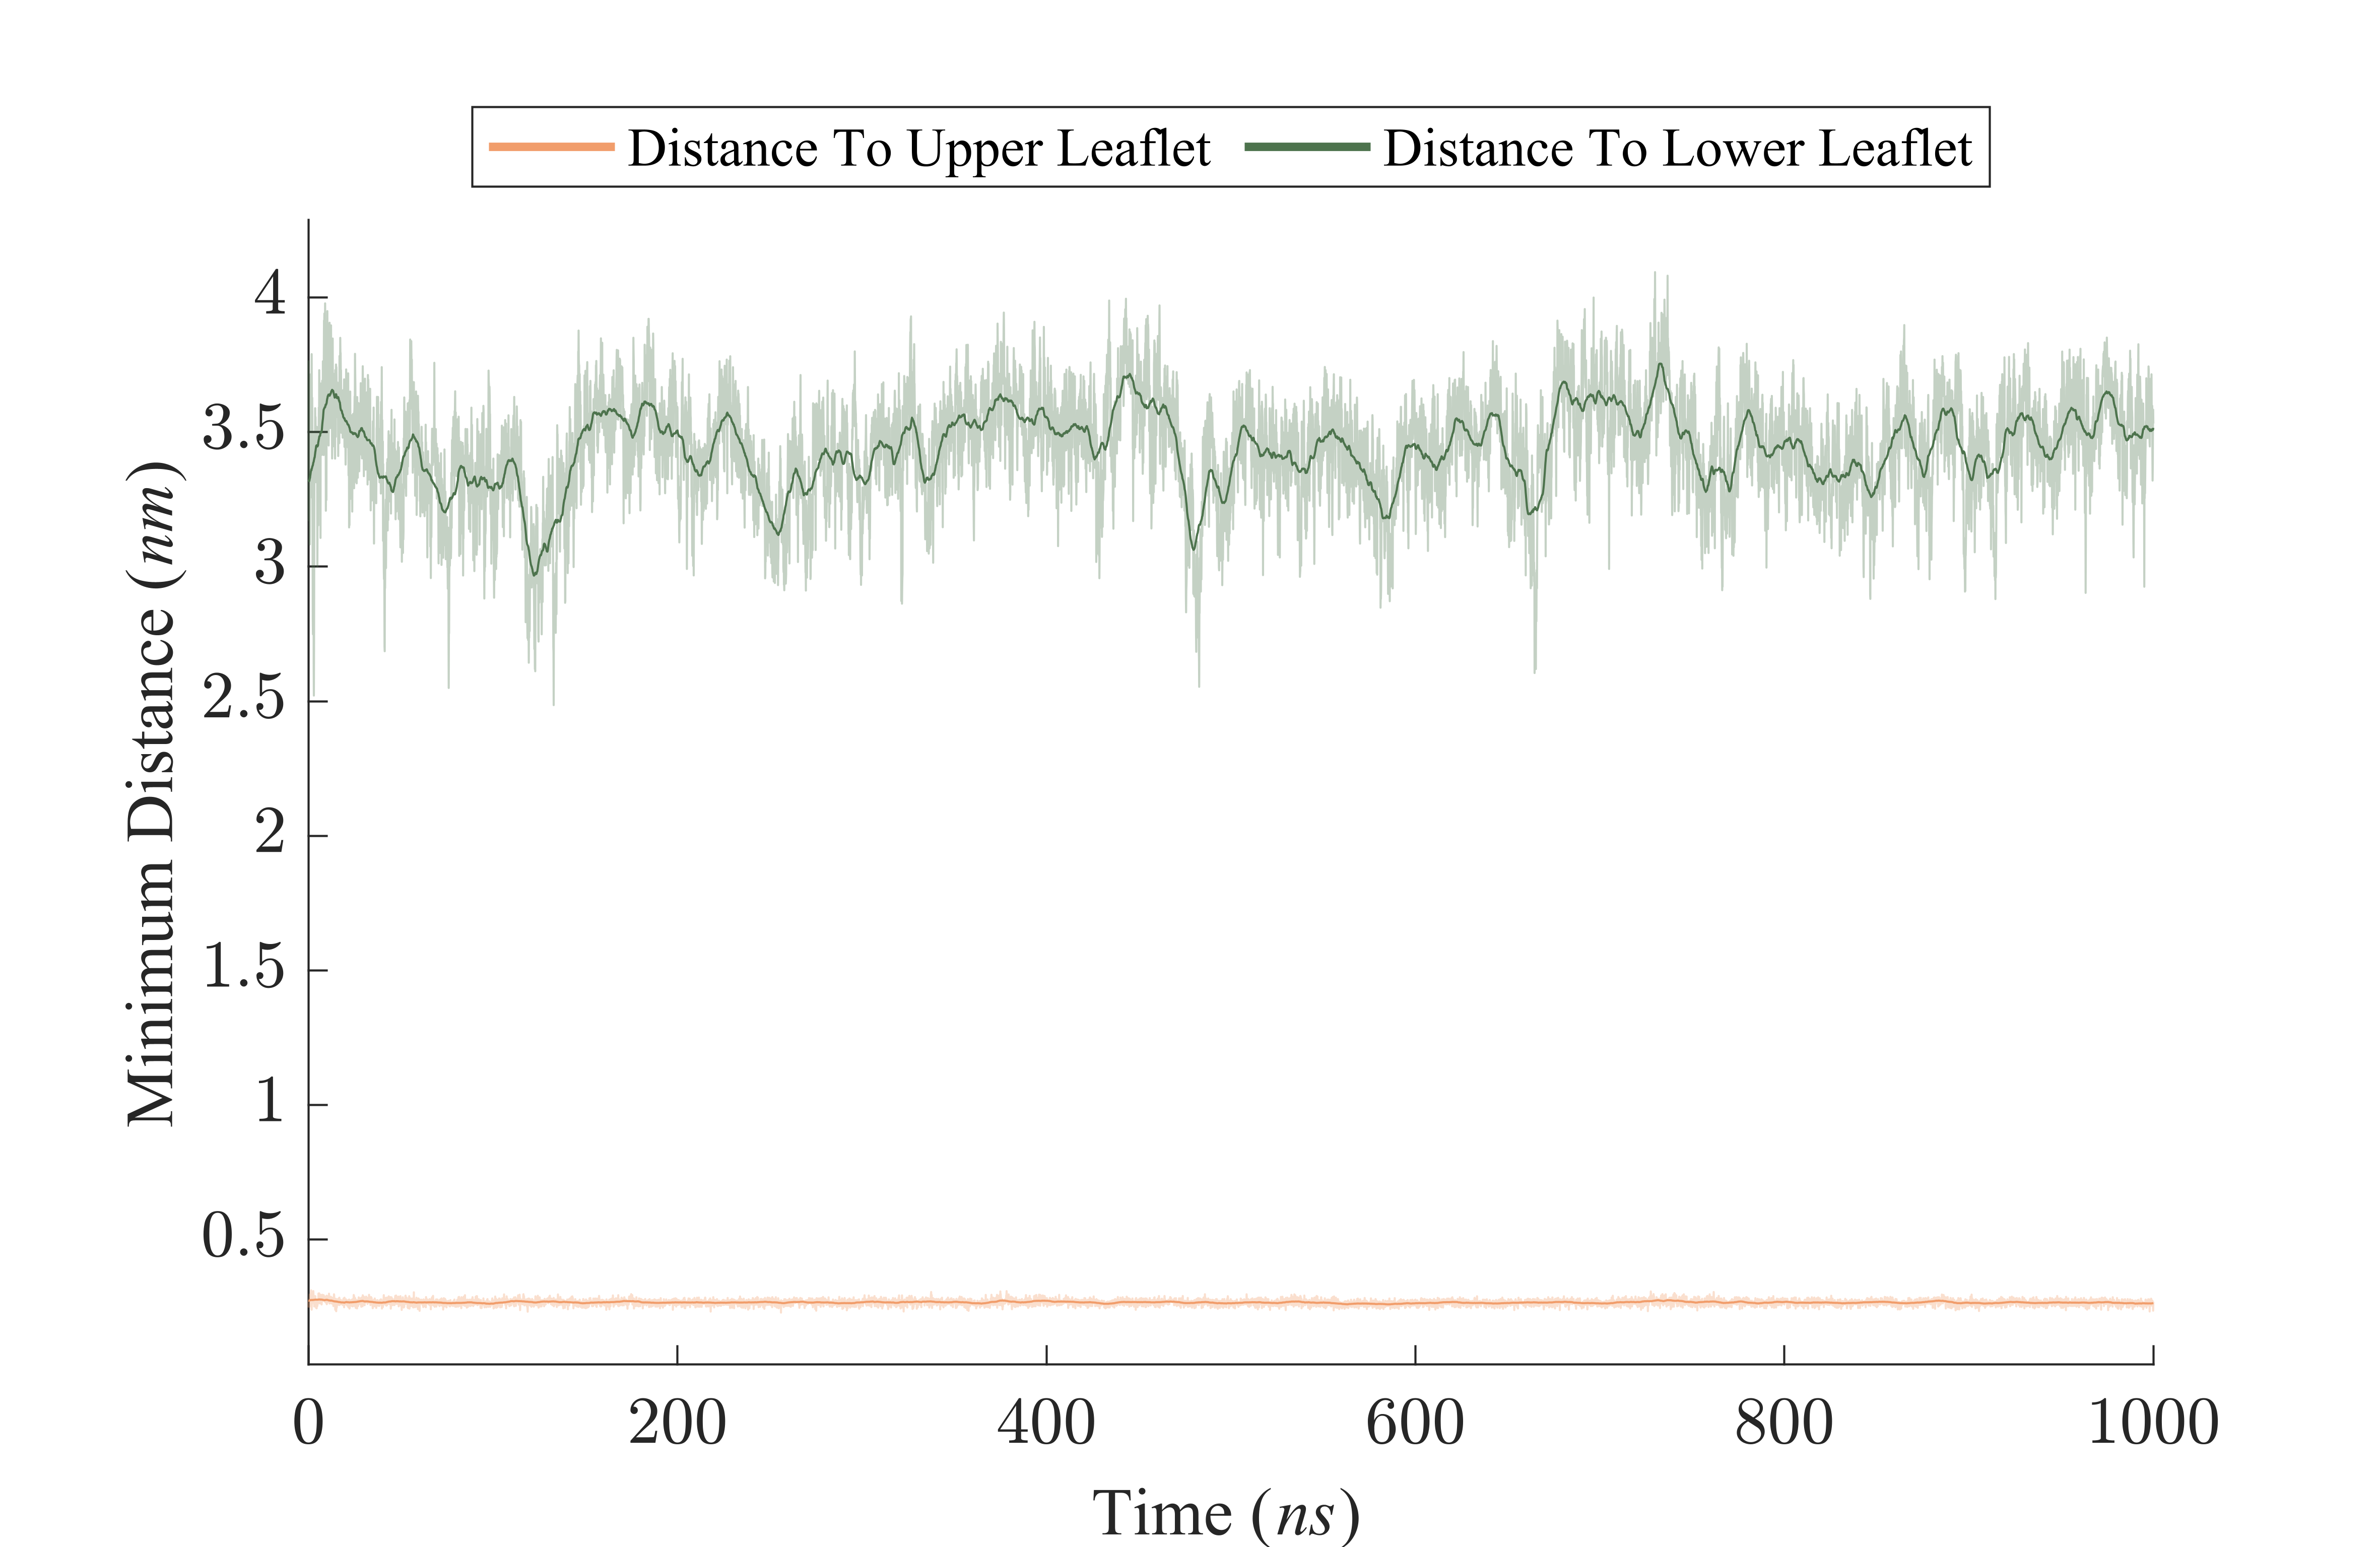 Distance To Upper Leaflet Distance To Lower Leaflet
Minimum Distance (nm)
4
3.5
3
2.5
2
1.5
1
0.5
0 200 400 600 800 1000
Time (ns)